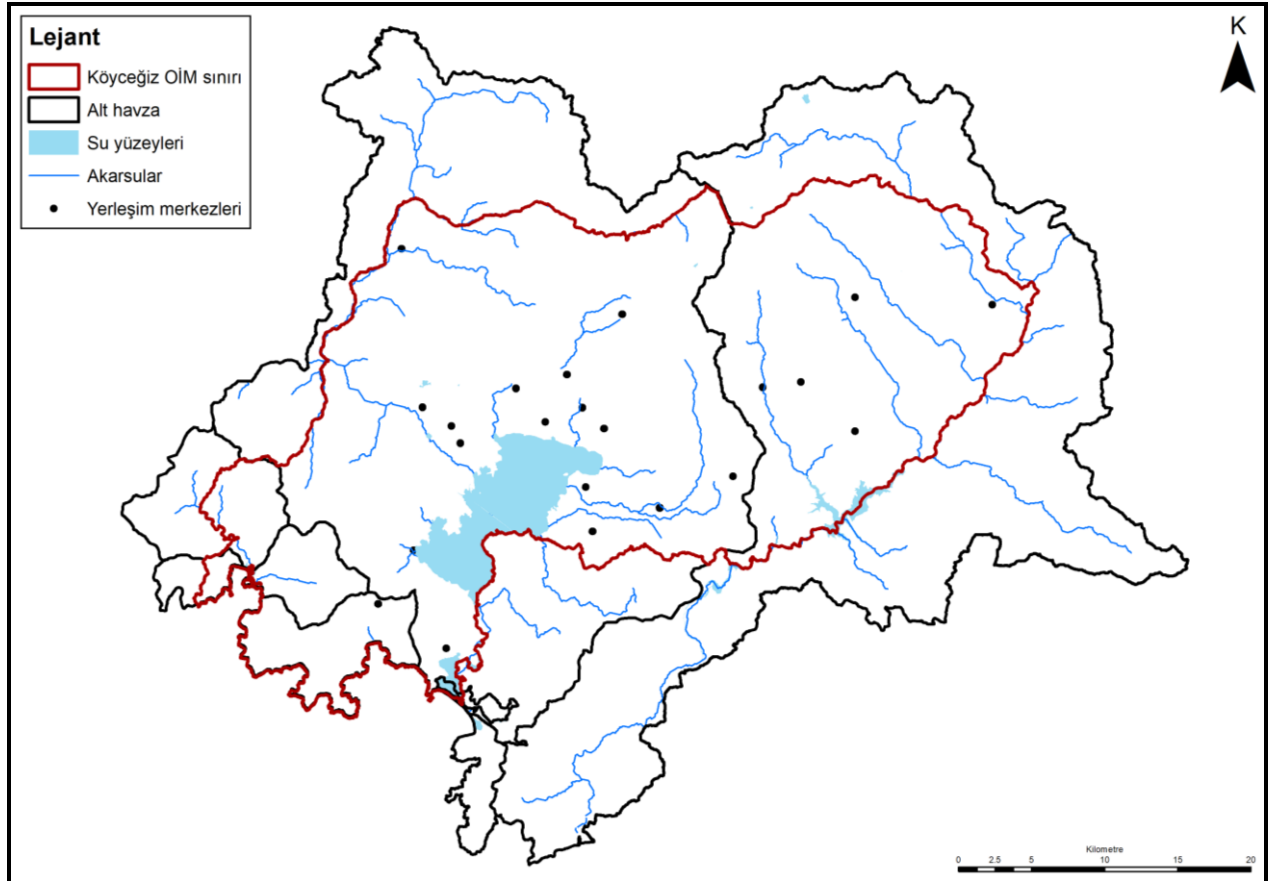 Lejant
Köyceğiz OİM sınırı
Alt havza
Su yüzeyleri
Akarsular
Yerleşim merkezleri
K
Kilometre
0 2.5 5 10 15 20